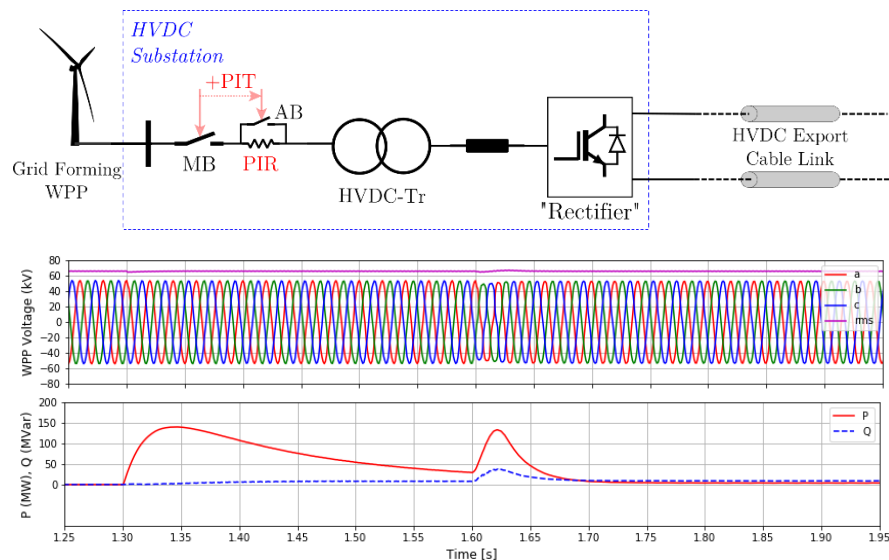 HVDC
Substation
+PIT
AB
MB
PIR
Grid Forming
WPP
HVDC-Tr
"Rectifier"
HVDC Export
Cable Link
WPP Voltage (kV)
80
60
40
20
0
−20
−40
−60
−80
a
b
c
rms
P (MW), Q (MVar)
200
150
100
50
0
P
Q
1.25 1.30 1.35 1.40 1.45 1.50 1.55 1.60 1.65 1.70 1.75 1.80 1.85 1.90 1.95
Time [s]